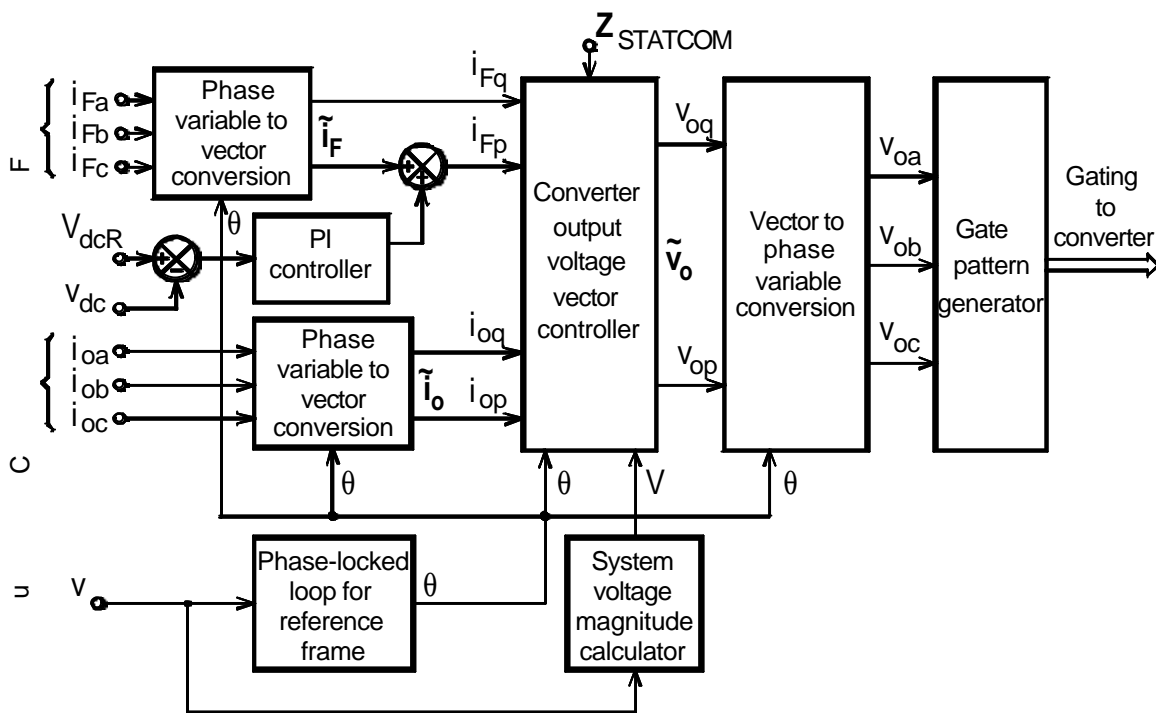 Z STATCOM
F
i Fa
i Fb
i Fc
Phase
variable to
vector
conversion
i Fq
ĩ F
i Fp
+
-
+
θ
V dcR
v dc
+
-
PI
controller
C
i oa
i ob
i oc
Phase
variable to
vector
conversion
i oq
ĩ o
i op
Converter
output
voltage
vector
controller
v oq
ṽ o
v op
Vector to
phase
variable
conversion
v oa
v ob
v oc
Gate
pattern
generator
Gating
to
converter
θ
θ
V
θ
u
v
Phase-locked
loop for
reference
frame
θ
System
voltage
magnitude
calculator